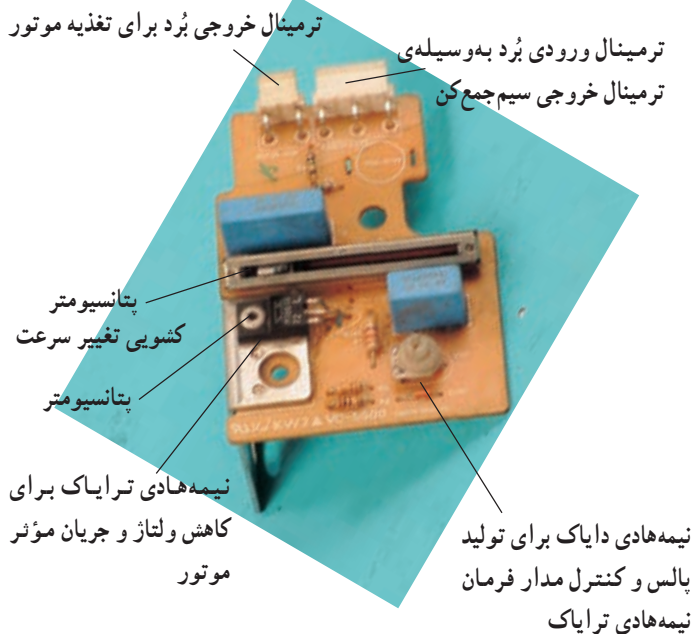 ترمینال خروجی بُرد برای تغذیه موتور
ترمینال ورودی بُرد به‌وسیله‌ی
ترمینال خروجی سیم‌جمع‌کن
پتانسیومتر
کشویی تغییر سرعت
پتانسیومتر
نیمه‌هادی ترایاک برای
کاهش ولتاژ و جریان مؤثر
موتور
نیمه‌هادی دایاک برای تولید
پالس و کنترل مدار فرمان
نیمه‌هادی ترایاک